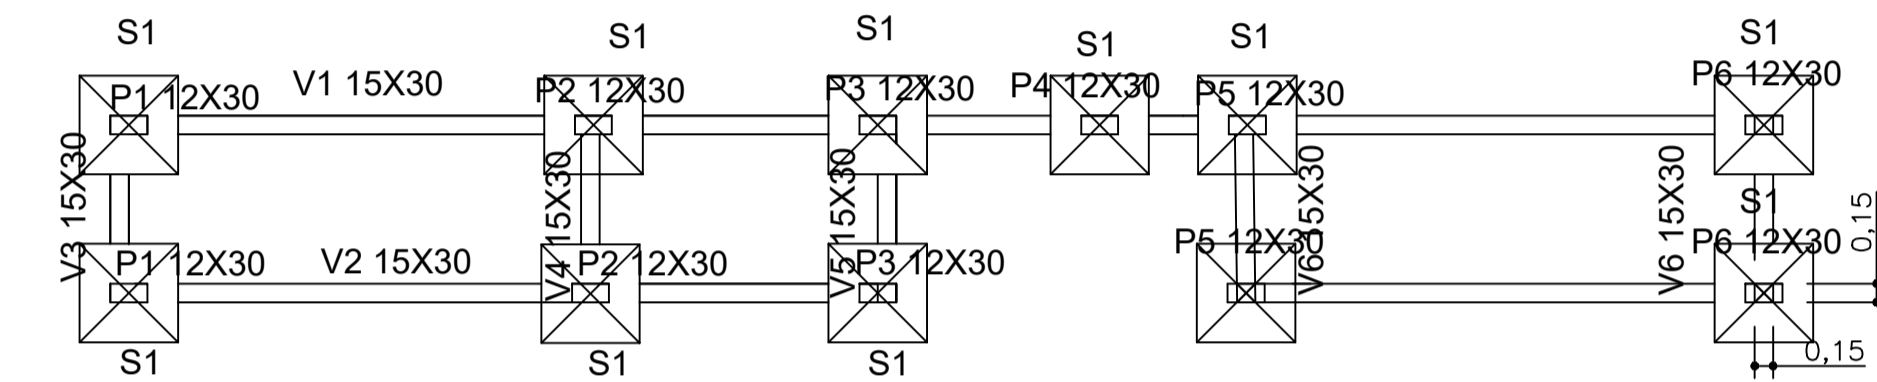 S1
S1
S1
S1
S1
S1
P1 12X30
V1 15X30
P2 12X30
P3 12X30
P4 12X30
P5 12X30
P6 12X30
V3 15X30
V4 15X30
V5 15X30
V6 15X30
V6 15X30
S1
0,15
P1 12X30
V2 15X30
P2 12X30
P3 12X30
P5 12X30
P6 12X30
S1
S1
S1
0,15